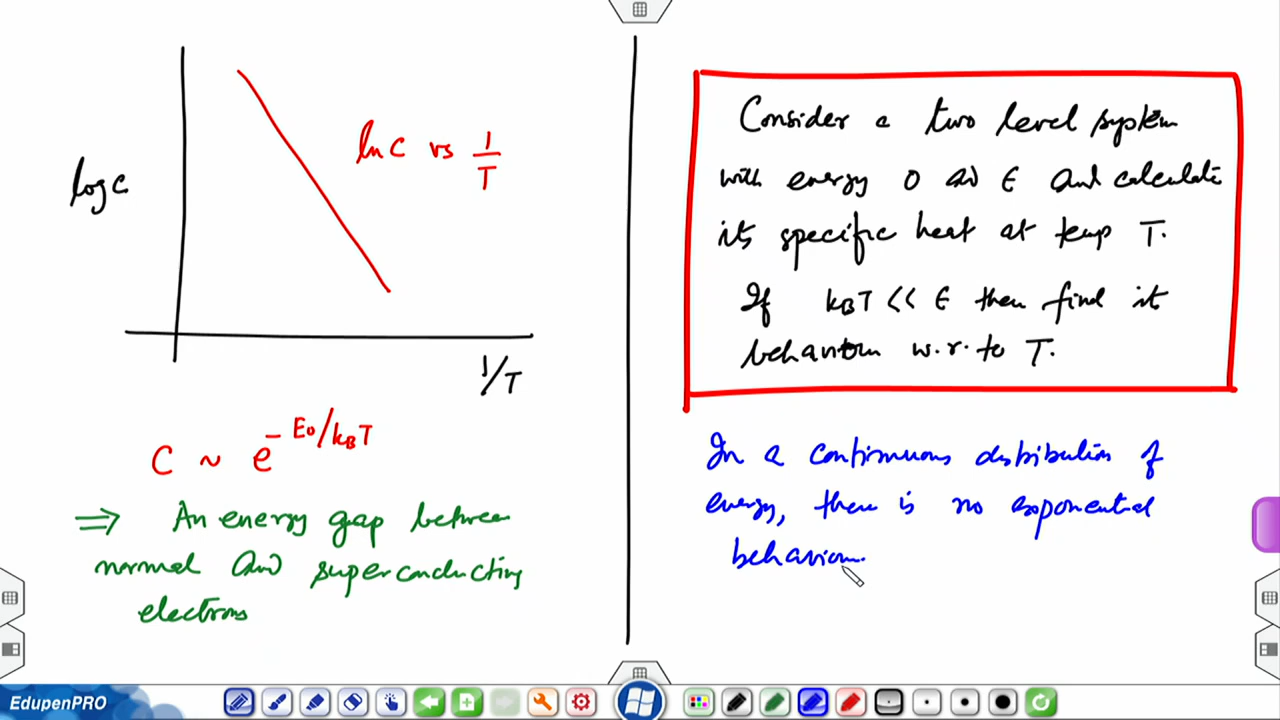 log c
ln c vs 1/T
1/T
C ~ e^{-E0/kBT}
⇒ An energy gap between
normal and superconducting
electrons
Consider a two level system
with energy 0 and ϵ and calculate
its specific heat at temp T.
If kBT << ϵ then find its
behaviour w.r.to T.
In a continuous distribution of
energy, there is no exponential
behaviour.
EdupenPRO